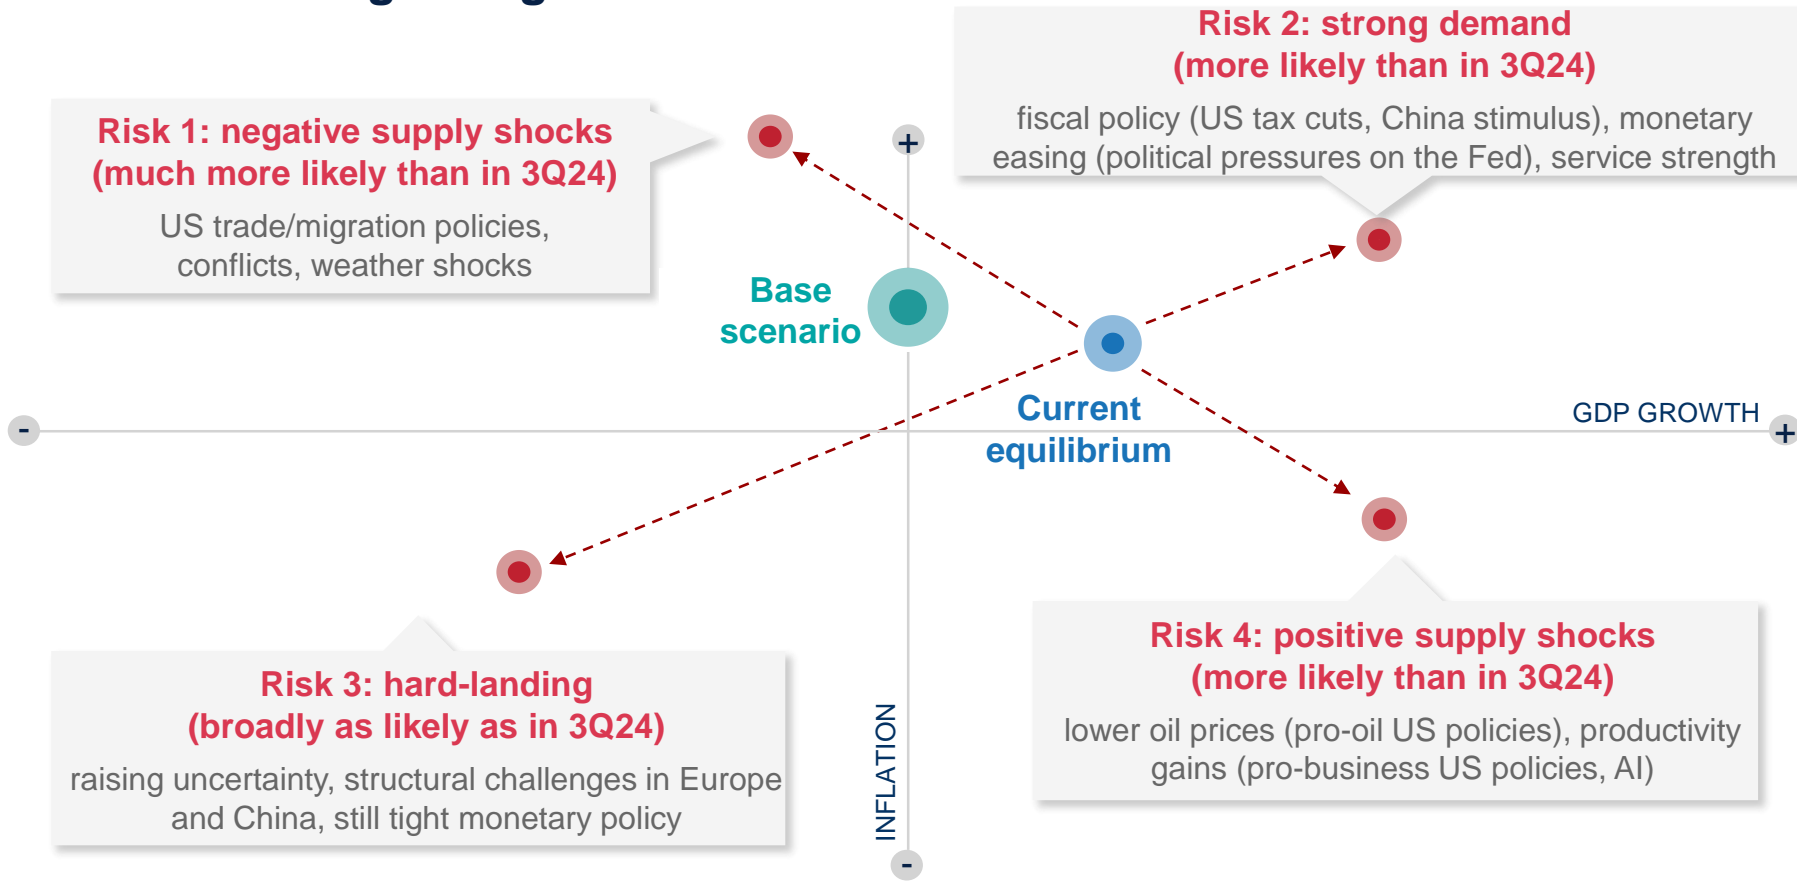 Risk 2: strong demand
(more likely than in 3Q24)
fiscal policy (US tax cuts, China stimulus), monetary
easing (political pressures on the Fed), service strength
Risk 1: negative supply shocks
(much more likely than in 3Q24)
US trade/migration policies,
conflicts, weather shocks
+
Base
scenario
Current
equilibrium
GDP GROWTH
-
+
Risk 3: hard-landing
(broadly as likely as in 3Q24)
raising uncertainty, structural challenges in Europe
and China, still tight monetary policy
Risk 4: positive supply shocks
(more likely than in 3Q24)
lower oil prices (pro-oil US policies), productivity
gains (pro-business US policies, AI)
INFLATION
-